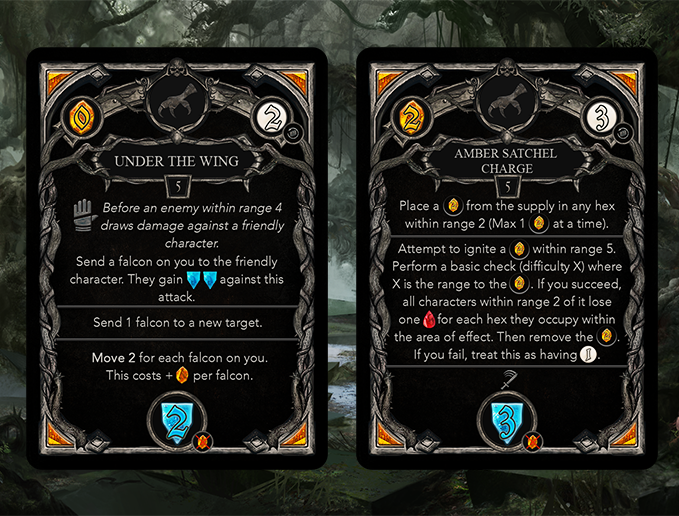 0
2
UNDER THE WING
5
Before an enemy within range 4
draws damage against a friendly
character.
Send a falcon on you to the friendly
character. They gain against this
attack.
Send 1 falcon to a new target.
Move 2 for each falcon on you.
This costs + per falcon.
2
2
3
AMBER SATCHEL
CHARGE
5
Place a from the supply in any hex
within range 2 (Max 1 at a time).
Attempt to ignite a within range 5.
Perform a basic check (difficulty X) where
X is the range to the . If you succeed,
all characters within range 2 of it lose
one for each hex they occupy within
the area of effect. Then remove the .
If you fail, treat this as having 1.
3